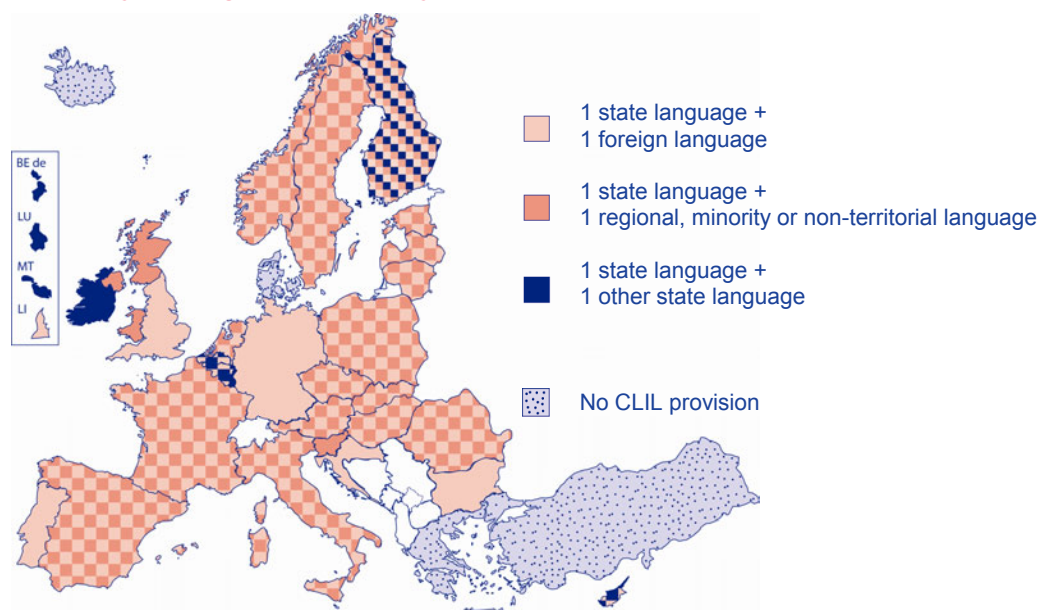 1 state language +
1 foreign language
BE de
LU
1 state language +
1 regional, minority or non-territorial language
MT
1 state language +
1 other state language
LI
No CLIL provision